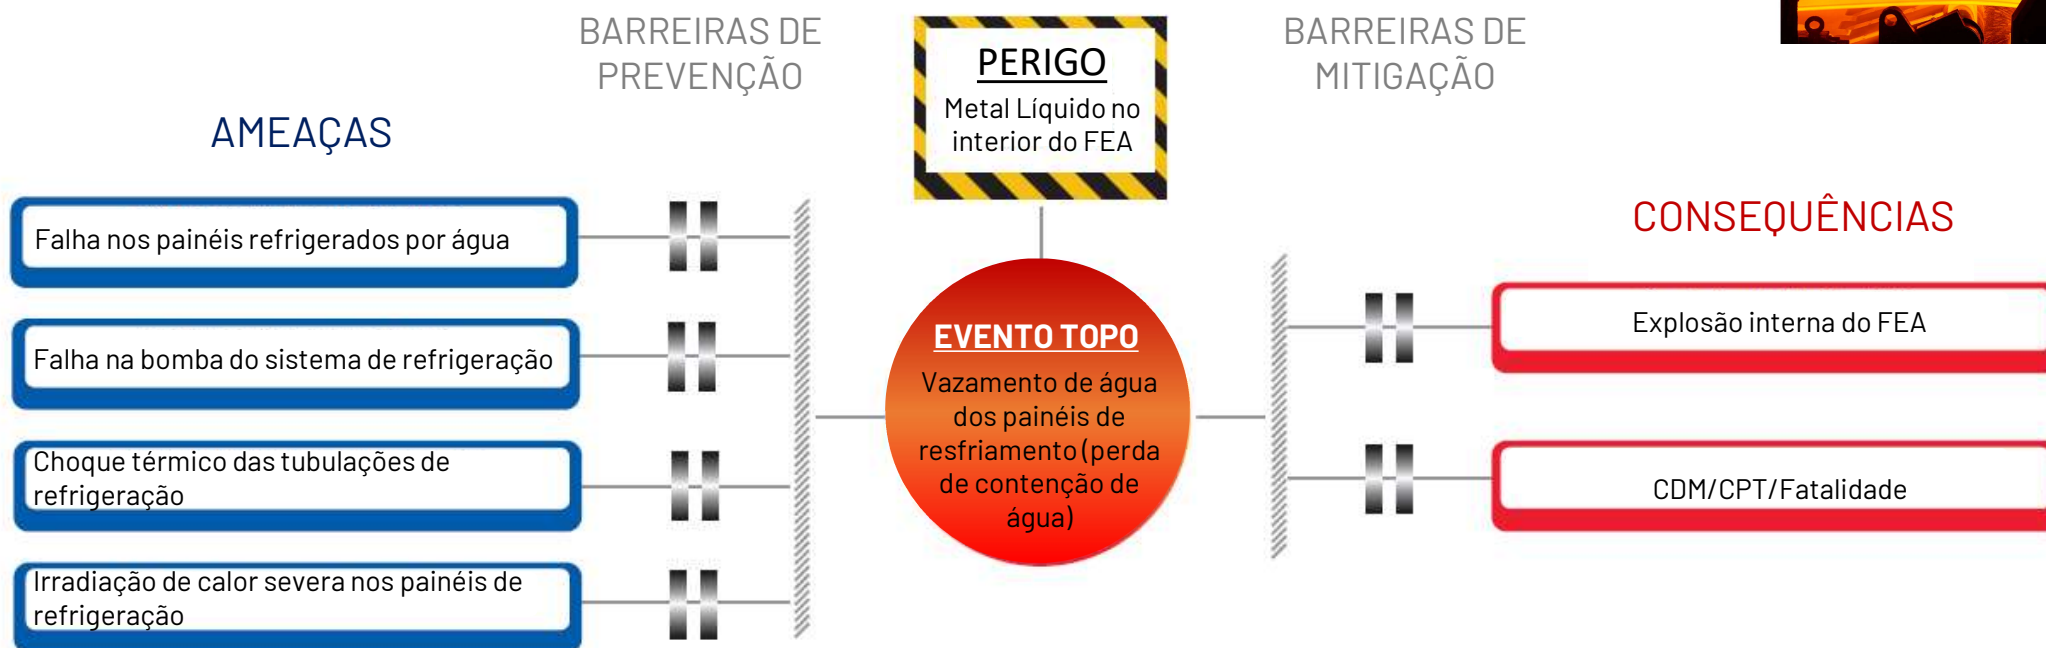 BARREIRAS DE
PREVENÇÃO
PERIGO
Metal Líquido no
interior do FEA
BARREIRAS DE
MITIGAÇÃO
AMEAÇAS
Falha nos painéis refrigerados por água
Falha na bomba do sistema de refrigeração
Choque térmico das tubulações de
refrigeração
Irradiação de calor severa nos painéis de
refrigeração
EVENTO TOPO
Vazamento de água
dos painéis de
resfriamento (perda
de contenção de
água)
CONSEQUÊNCIAS
Explosão interna do FEA
CDM/CPT/Fatalidade